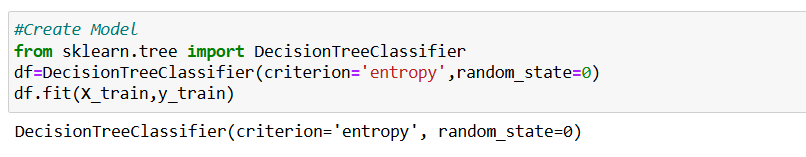 #Create Model
from sklearn.tree import DecisionTreeClassifier
df=DecisionTreeClassifier(criterion='entropy',random_state=0)
df.fit(X_train,y_train)
DecisionTreeClassifier(criterion='entropy', random_state=0)